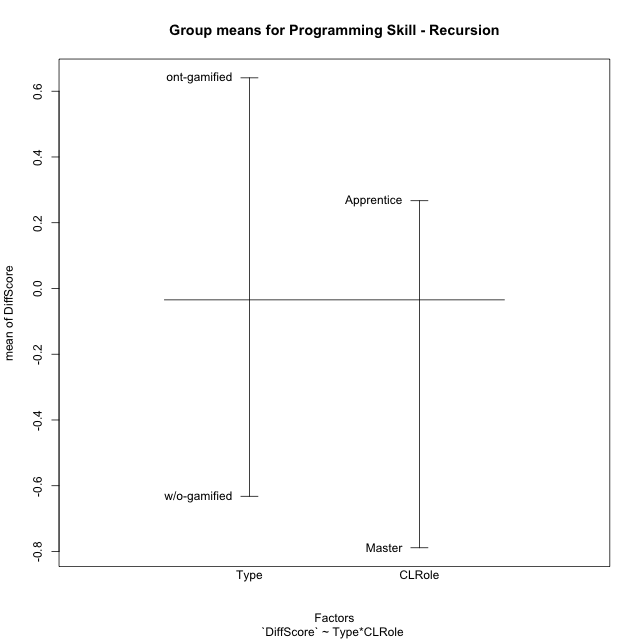 Group means for Programming Skill - Recursion
mean of DiffScore
0.6
0.4
0.2
0.0
-0.2
-0.4
-0.6
-0.8
ont-gamified
Apprentice
w/o-gamified
Master
Type CLRole
Factors
`DiffScore` ~ Type*CLRole